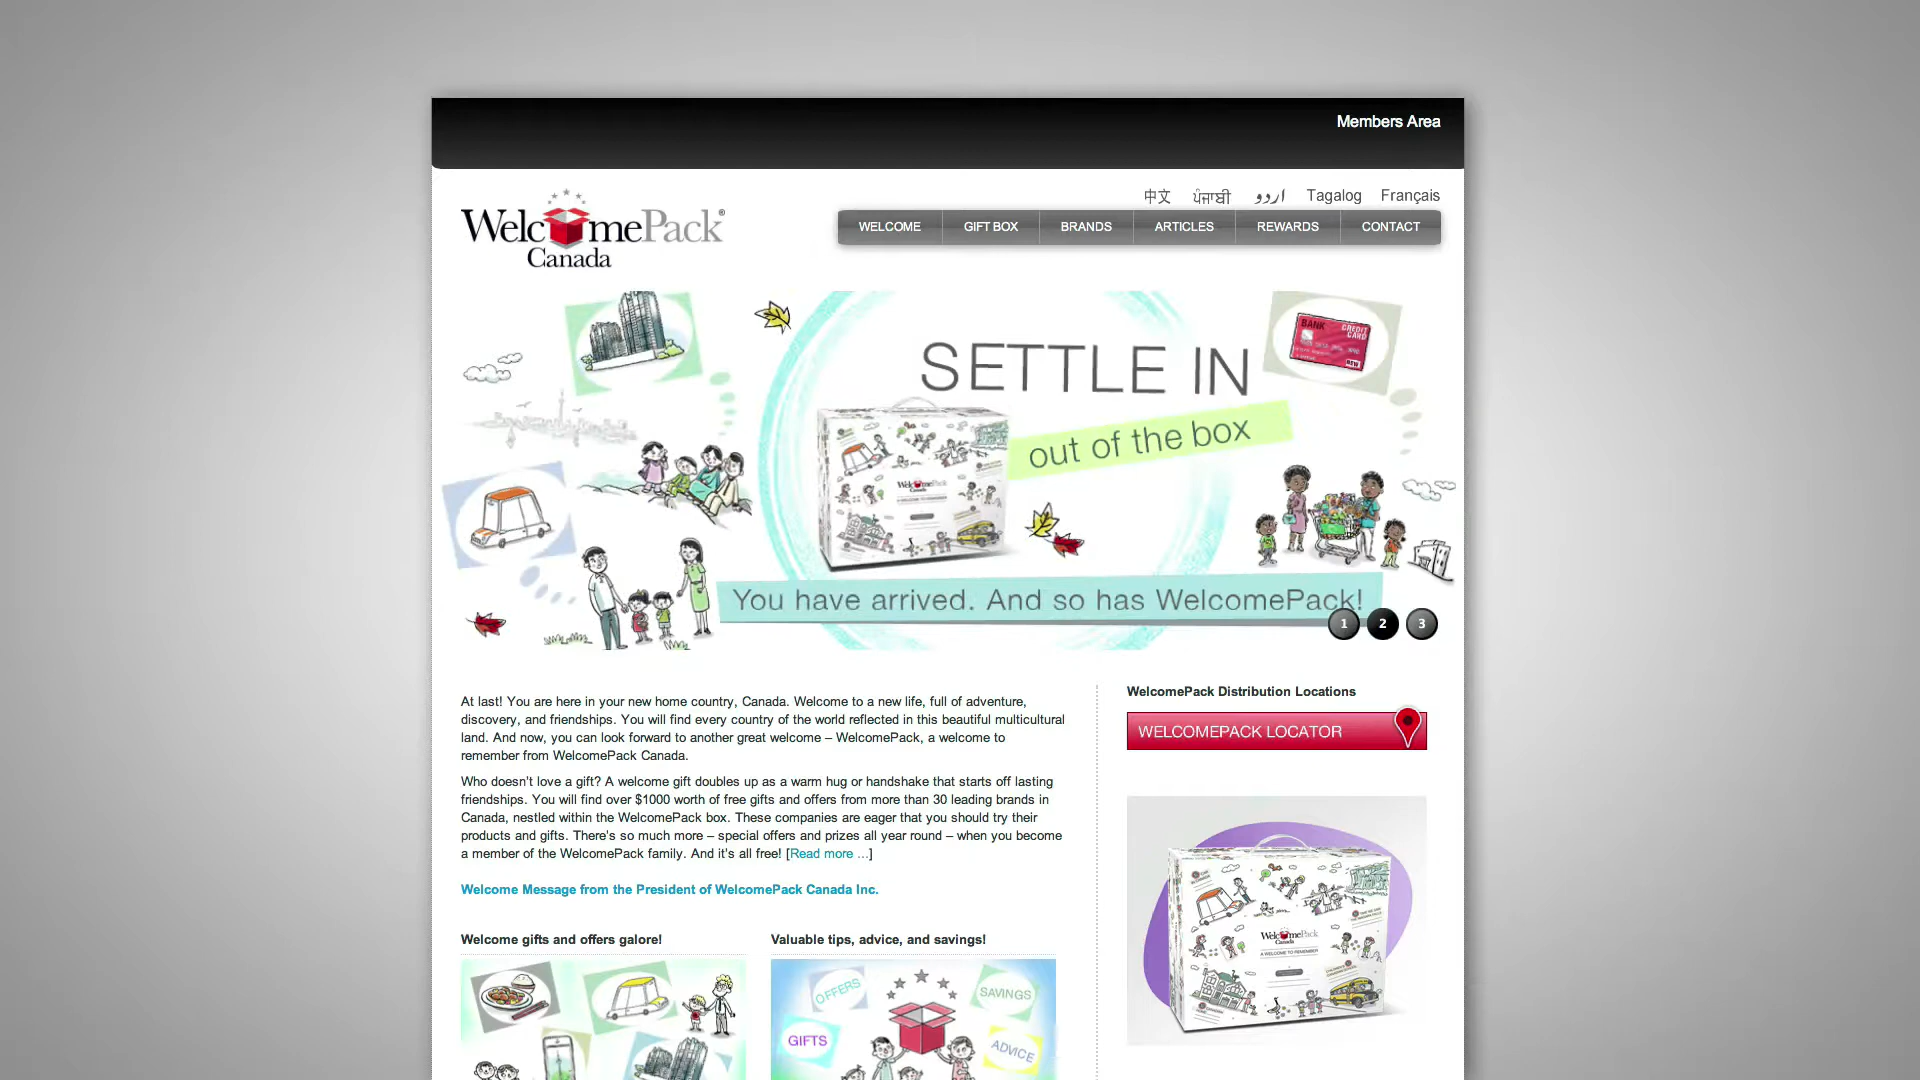 Members Area
中文 ਪੰਜਾਬੀ اردو Tagalog Français
WelcomePack®
Canada
WELCOME GIFT BOX BRANDS ARTICLES REWARDS CONTACT
BANK CREDIT CARD
NEW
SETTLE IN
out of the box
WelcomePack
Canada
You have arrived. And so has WelcomePack!
1 2 3
At last! You are here in your new home country, Canada. Welcome to a new life, full of adventure,
discovery, and friendships. You will find every country of the world reflected in this beautiful multicultural
land. And now, you can look forward to another great welcome – WelcomePack, a welcome to
remember from WelcomePack Canada.
Who doesn't love a gift? A welcome gift doubles up as a warm hug or handshake that starts off lasting
friendships. You will find over $1000 worth of free gifts and offers from more than 30 leading brands in
Canada, nestled within the WelcomePack box. These companies are eager that you should try their
products and gifts. There's so much more – special offers and prizes all year round – when you become
a member of the WelcomePack family. And it's all free! [Read more ...]
Welcome Message from the President of WelcomePack Canada Inc.
WelcomePack Distribution Locations
WELCOMEPACK LOCATOR
WelcomePack
Canada
A WELCOME TO REMEMBER
Welcome gifts and offers galore!
Valuable tips, advice, and savings!
OFFERS
SAVINGS
GIFTS
ADVICE